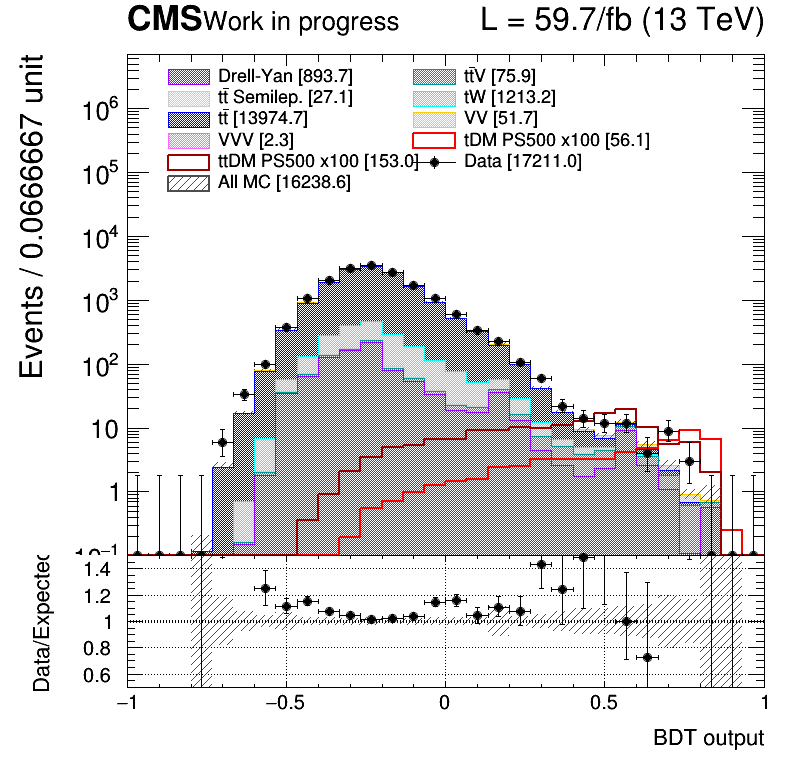 CMS Work in progress L = 59.7/fb (13 TeV)
Events / 0.0666667 unit
Drell-Yan [893.7]
tt̄V [75.9]
tt̄ Semilep. [27.1]
tW [1213.2]
tt̄ [13974.7]
VV [51.7]
VVV [2.3]
tDM PS500 x100 [56.1]
ttDM PS500 x100 [153.0]
Data [17211.0]
All MC [16238.6]
10⁶
10⁵
10⁴
10³
10²
10
1
10⁻¹
Data/Expected
1.4
1.2
1
0.8
0.6
−1 −0.5 0 0.5 1
BDT output